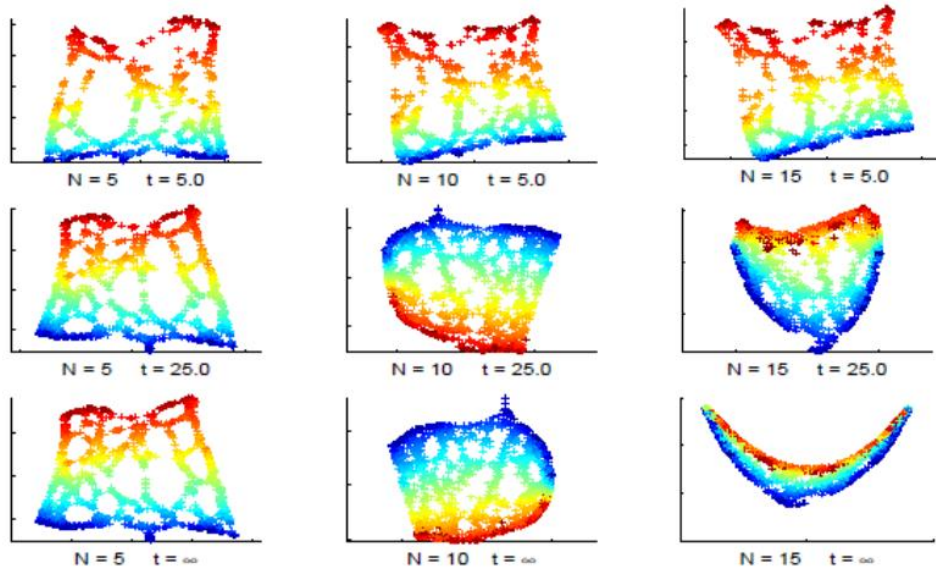 N = 5 t = 5.0 N = 10 t = 5.0 N = 15 t = 5.0
N = 5 t = 25.0 N = 10 t = 25.0 N = 15 t = 25.0
N = 5 t = ∞ N = 10 t = ∞ N = 15 t = ∞